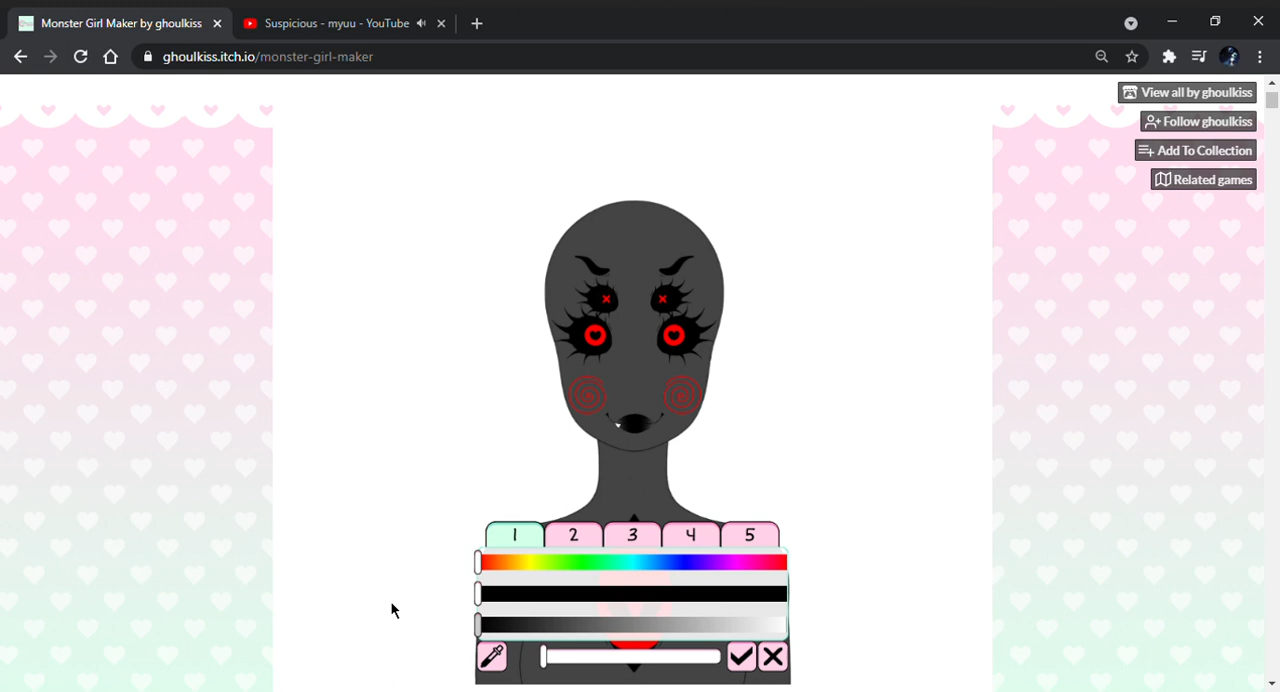 Monster Girl Maker by ghoulkiss
Suspicious - myuu - YouTube
ghoulkiss.itch.io/monster-girl-maker
View all by ghoulkiss
Follow ghoulkiss
Add To Collection
Related games
1 2 3 4 5